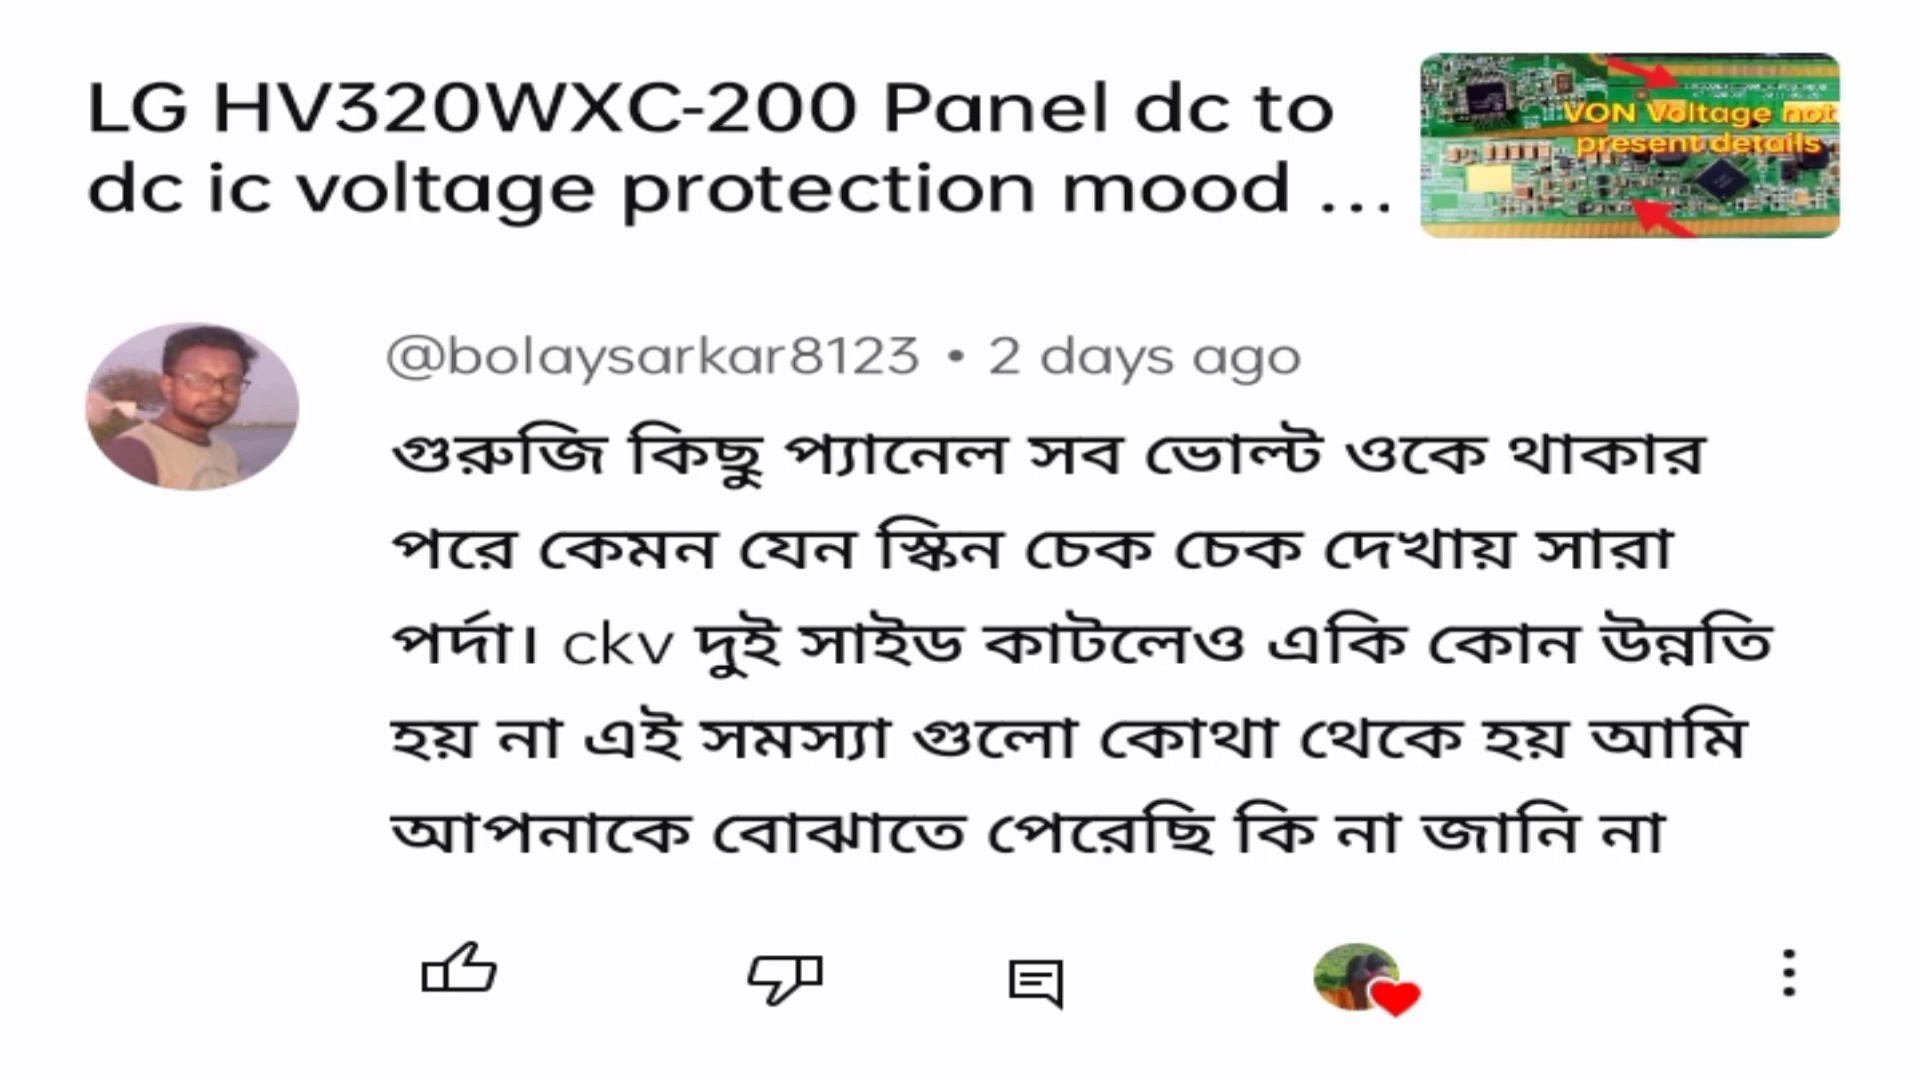 LG HV320WXC-200 Panel dc to
dc ic voltage protection mood ...
VON Voltage not
present details
@bolaysarkar8123 • 2 days ago
গুরুজি কিছু প্যানেল সব ভোল্ট ওকে থাকার
পরে কেমন যেন স্কিন চেক চেক দেখায় সারা
পর্দা। ckv দুই সাইড কাটলেও একি কোন উন্নতি
হয় না এই সমস্যা গুলো কোথা থেকে হয় আমি
আপনাকে বোঝাতে পেরেছি কি না জানি না